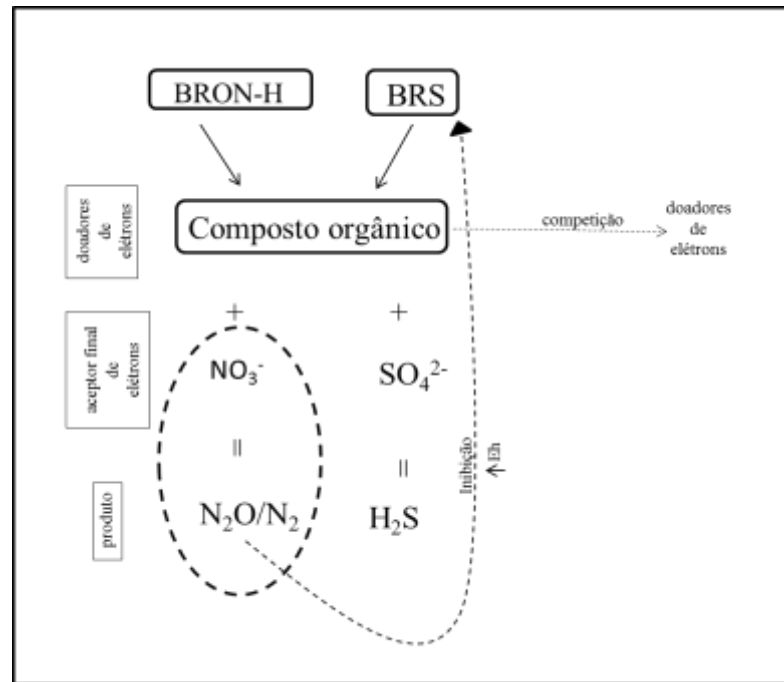 BRON-H
BRS
doadores
de
elétrons
Composto orgânico
competição
doadores
de
elétrons
+
+
aceptor final
de
elétrons
NO₃⁻
SO₄²⁻
=
=
Inibição
↑Eh
produto
N₂O/N₂
H₂S